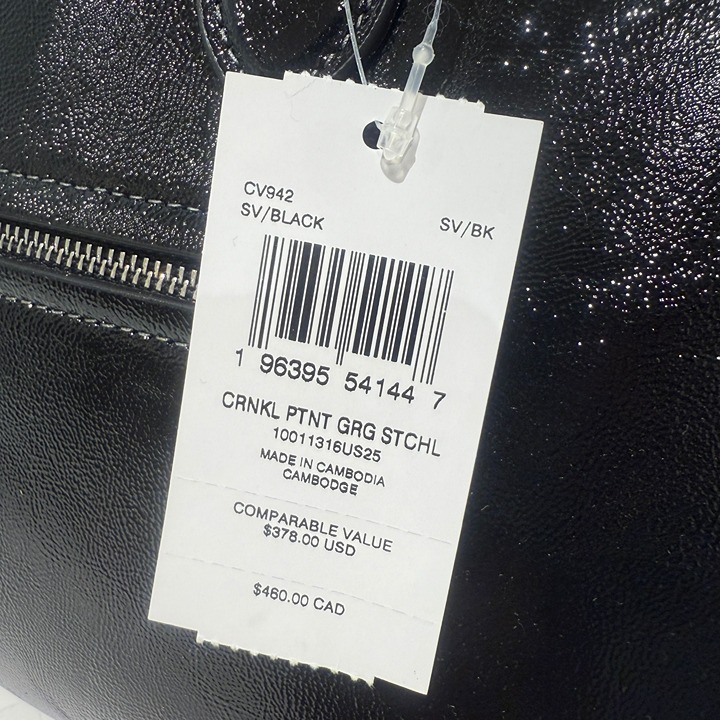 CV942
SV/BLACK SV/BK
1 96395 54144 7
CRNKL PTNT GRG STCHL
10011316US25
MADE IN CAMBODIA
CAMBODGE
COMPARABLE VALUE
$378.00 USD
$460.00 CAD